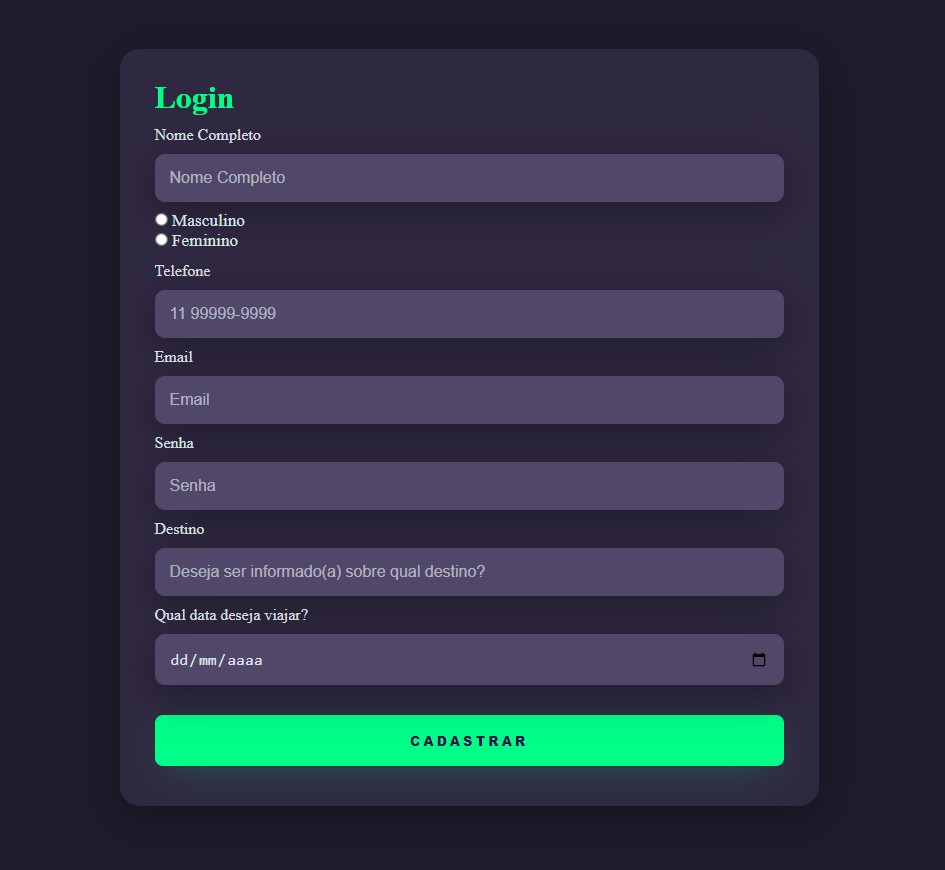 Login
Nome Completo
Nome Completo
Masculino
Feminino
Telefone
11 99999-9999
Email
Email
Senha
Senha
Destino
Deseja ser informado(a) sobre qual destino?
Qual data deseja viajar?
dd/mm/aaaa
CADASTRAR